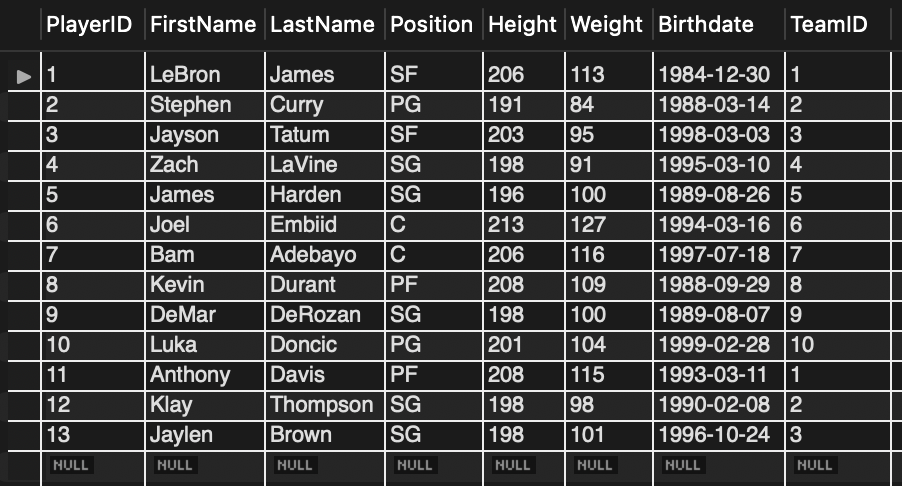 PlayerID FirstName LastName Position Height Weight Birthdate TeamID
1 LeBron James SF 206 113 1984-12-30 1
2 Stephen Curry PG 191 84 1988-03-14 2
3 Jayson Tatum SF 203 95 1998-03-03 3
4 Zach LaVine SG 198 91 1995-03-10 4
5 James Harden SG 196 100 1989-08-26 5
6 Joel Embiid C 213 127 1994-03-16 6
7 Bam Adebayo C 206 116 1997-07-18 7
8 Kevin Durant PF 208 109 1988-09-29 8
9 DeMar DeRozan SG 198 100 1989-08-07 9
10 Luka Doncic PG 201 104 1999-02-28 10
11 Anthony Davis PF 208 115 1993-03-11 1
12 Klay Thompson SG 198 98 1990-02-08 2
13 Jaylen Brown SG 198 101 1996-10-24 3
NULL NULL NULL NULL NULL NULL NULL NULL